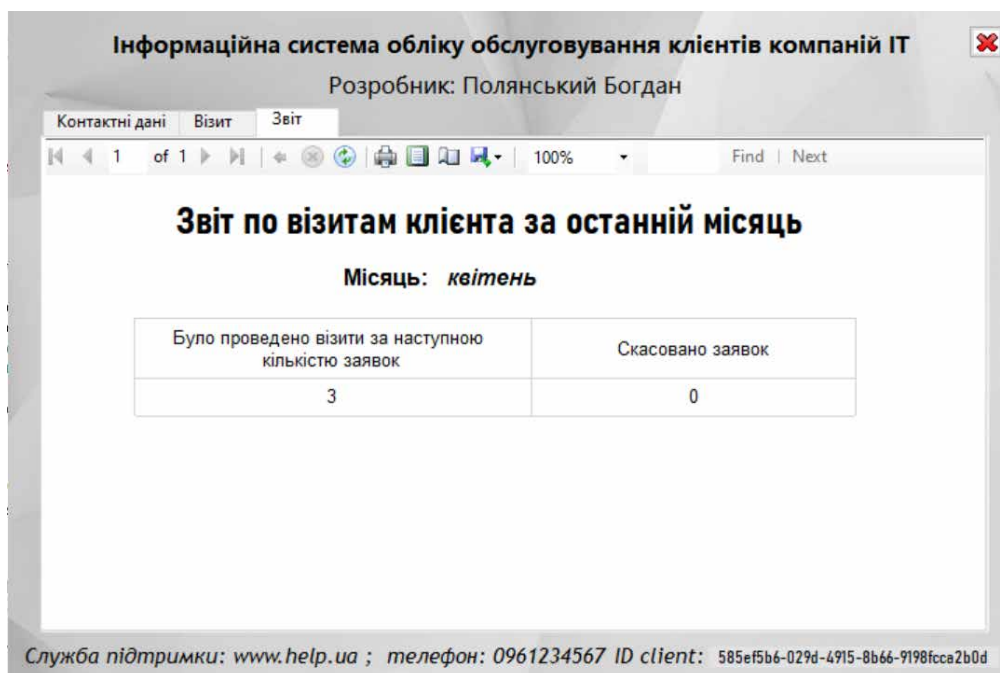 Інформаційна система обліку обслуговування клієнтів компаній ІТ
Розробник: Полянський Богдан
Контактні дані Візит Звіт
1 of 1 100% Find | Next
Звіт по візитам клієнта за останній місяць
Місяць: квітень
Було проведено візити за наступною
кількістю заявок
Скасовано заявок
3 0
Служба підтримки: www.help.ua ; телефон: 0961234567 ID client: 585ef5b6-029d-4915-8b66-9198fcca2b0d